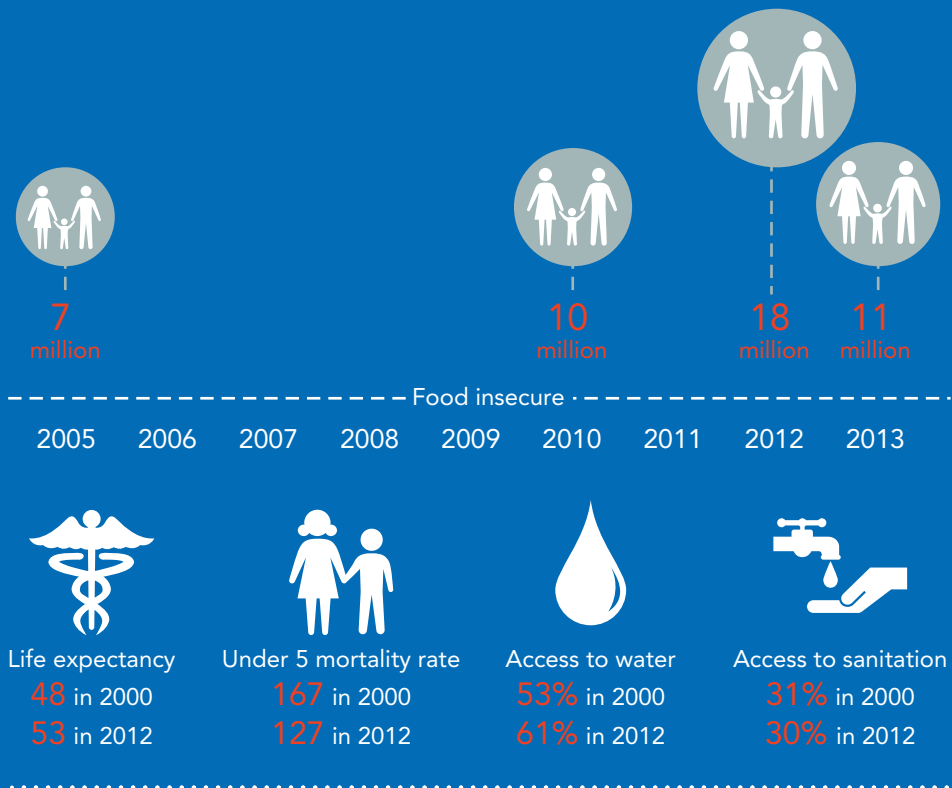 7 10 18 11
million million million million
Food insecure
2005 2006 2007 2008 2009 2010 2011 2012 2013
Life expectancy
48 in 2000
53 in 2012
Under 5 mortality rate
167 in 2000
127 in 2012
Access to water
53% in 2000
61% in 2012
Access to sanitation
31% in 2000
30% in 2012